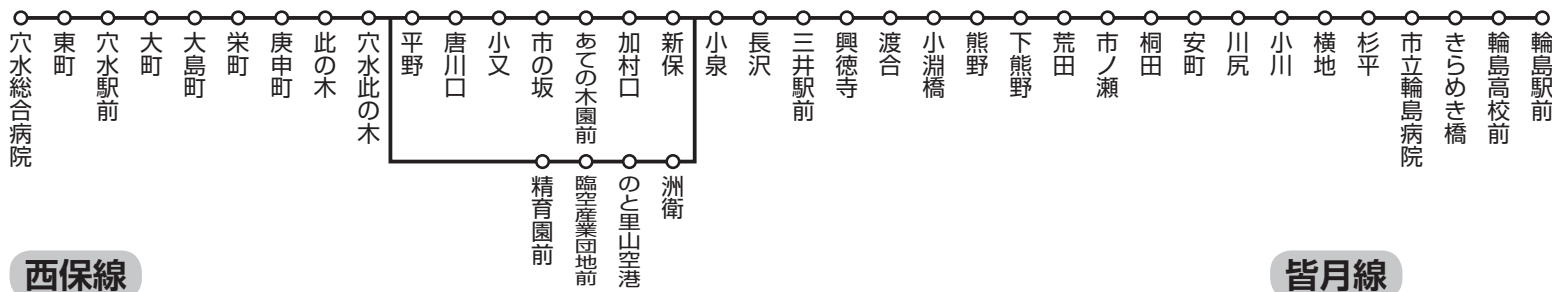 穴水総合病院
東町
穴水駅前
大町
大島町
栄町
庚申町
此の木
穴水此の木
平野
唐川口
小又
市の坂
あての木園前
加村口
新保
小泉
長沢
三井駅前
興徳寺
渡合
小淵橋
熊野
下熊野
荒田
市ノ瀬
桐田
安町
川尻
小川
横地
杉平
市立輪島病院
きらめき橋
輪島高校前
輪島駅前
精育園前
臨空産業団地前
のと里山空港
洲衛
西保線
皆月線